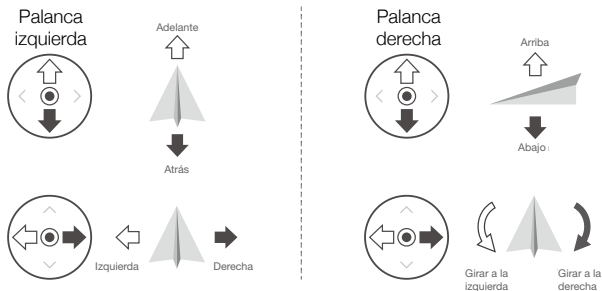 Palanca
izquierda
Adelante
Atrás
Izquierda
Derecha
Palanca
derecha
Arriba
Abajo
Girar a la
izquierda
Girar a la
derecha